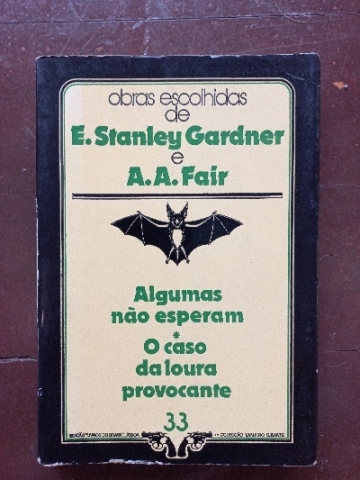 obras escolhidas
de
E. Stanley Gardner
e
A.A. Fair
Algumas
não esperam
*
O caso
da loura
provocante
33